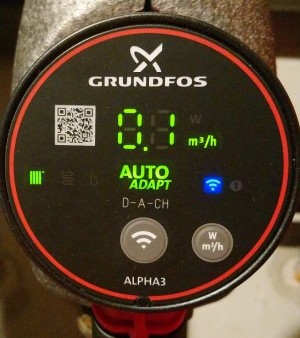 GRUNDFOS
0.1 W
m³/h
AUTO
ADAPT
D-A-CH
W
m³/h
ALPHA3